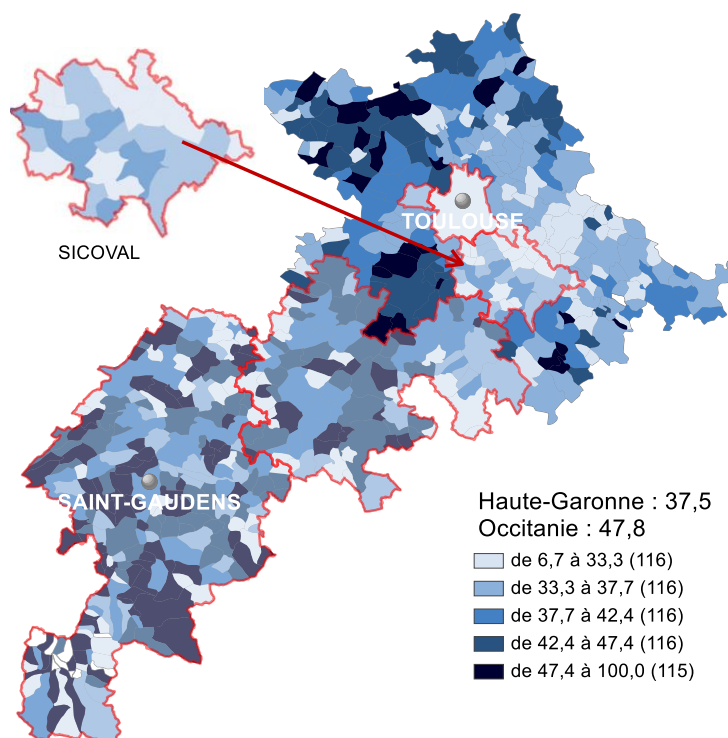 SICOVAL
TOULOUSE
SAINT-GAUDENS
Haute-Garonne : 37,5
Occitanie : 47,8
de 6,7 à 33,3 (116)
de 33,3 à 37,7 (116)
de 37,7 à 42,4 (116)
de 42,4 à 47,4 (116)
de 47,4 à 100,0 (115)